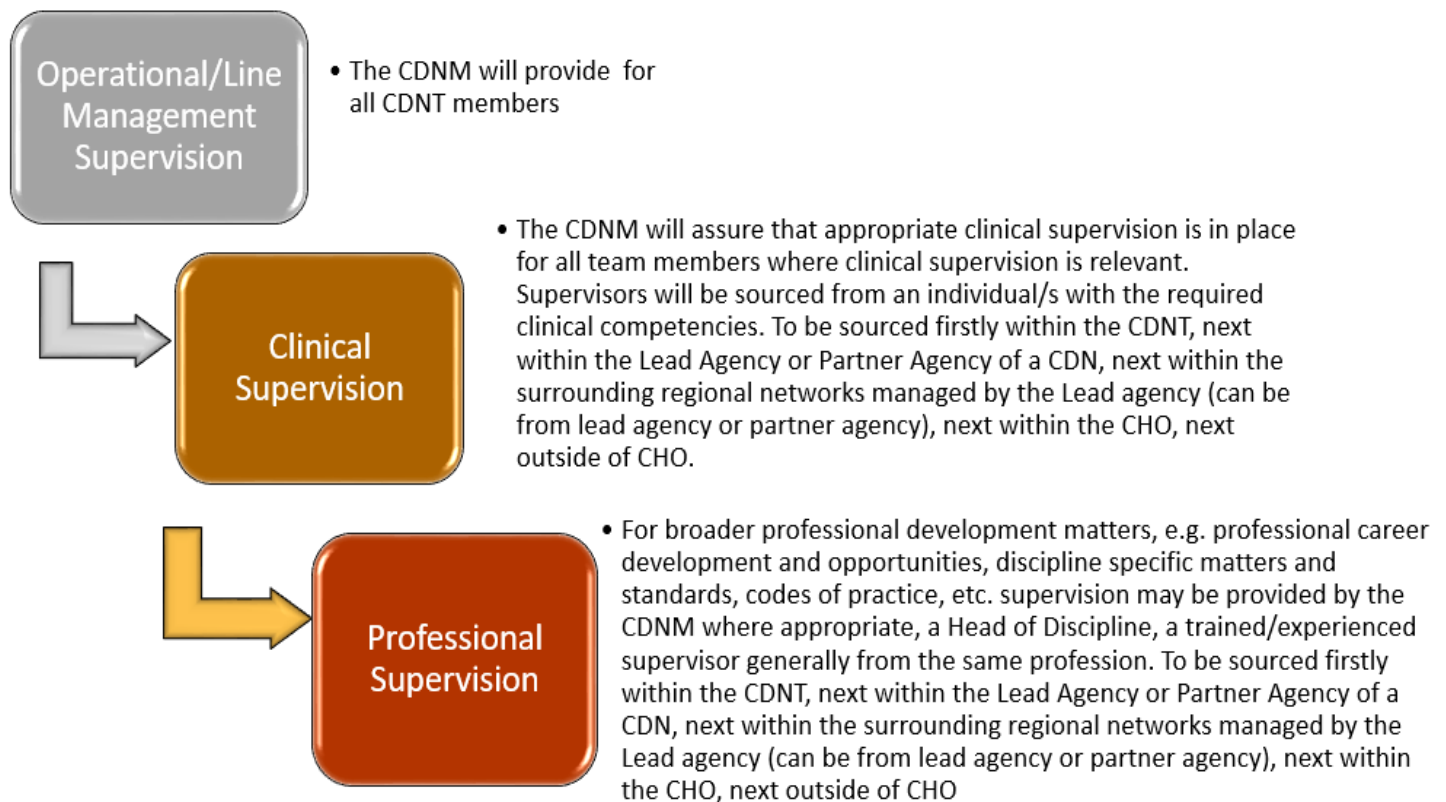 Operational/Line
Management
Supervision
• The CDNM will provide for
all CDNT members
Clinical
Supervision
• The CDNM will assure that appropriate clinical supervision is in place
for all team members where clinical supervision is relevant.
Supervisors will be sourced from an individual/s with the required
clinical competencies. To be sourced firstly within the CDNT, next
within the Lead Agency or Partner Agency of a CDN, next within the
surrounding regional networks managed by the Lead agency (can be
from lead agency or partner agency), next within the CHO, next
outside of CHO.
Professional
Supervision
• For broader professional development matters, e.g. professional career
development and opportunities, discipline specific matters and
standards, codes of practice, etc. supervision may be provided by the
CDNM where appropriate, a Head of Discipline, a trained/experienced
supervisor generally from the same profession. To be sourced firstly
within the CDNT, next within the Lead Agency or Partner Agency of a
CDN, next within the surrounding regional networks managed by the
Lead agency (can be from lead agency or partner agency), next within
the CHO, next outside of CHO